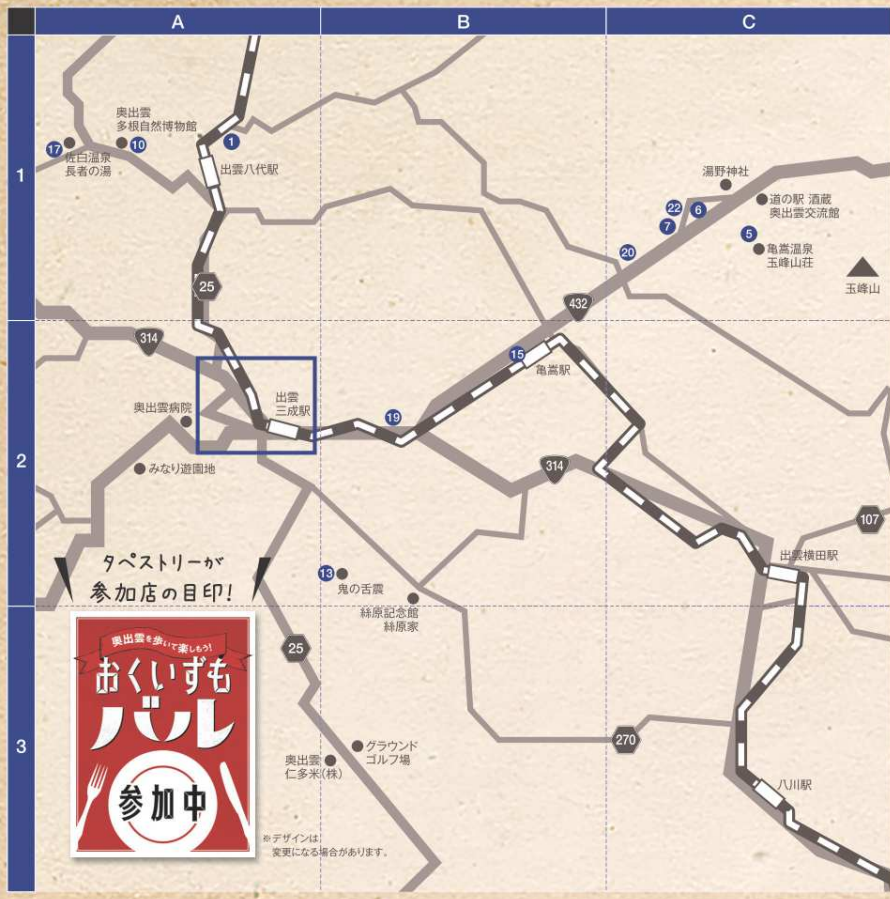 A
B
C
1
2
3
奥出雲
多根自然博物館
17
10
佐白温泉
長者の湯
1
出雲八代駅
25
湯野神社
道の駅 酒蔵
奥出雲交流館
22
6
7
5
亀嵩温泉
玉峰山荘
20
玉峰山
432
314
15
亀嵩駅
出雲
三成駅
奥出雲病院
19
みなり遊園地
314
107
出雲横田駅
タペストリーが
参加店の目印!
13
鬼の舌震
絲原記念館
絲原家
奥出雲を歩いて楽しもう!
おくいずも
バル
参加中
25
グラウンド
ゴルフ場
奥出雲
仁多米(株)
270
八川駅
※デザインは
変更になる場合があります。